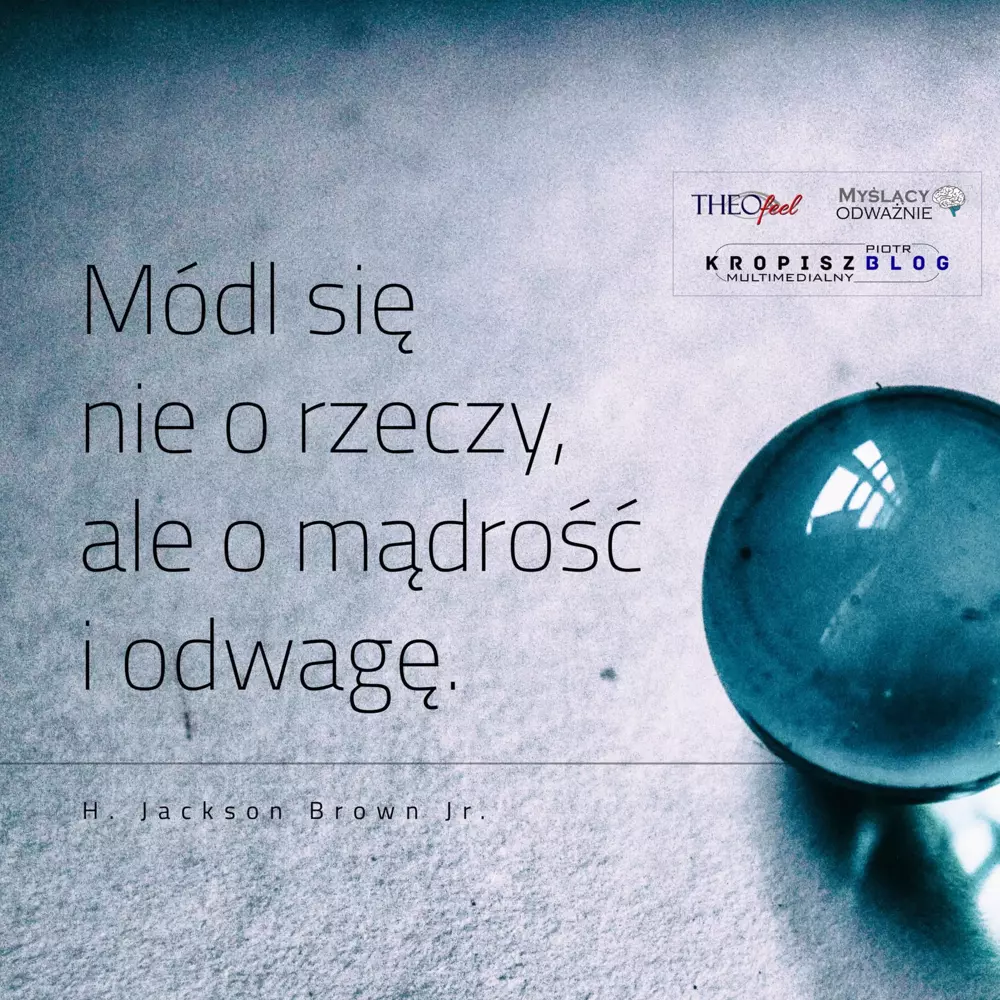 THEOfeel
MYŚLĄCY
ODWAŻNIE
PIOTR
KROPISZ BLOG
MULTIMEDIALNY
Módl się
nie o rzeczy,
ale o mądrość
i odwagę.
H. Jackson Brown Jr.